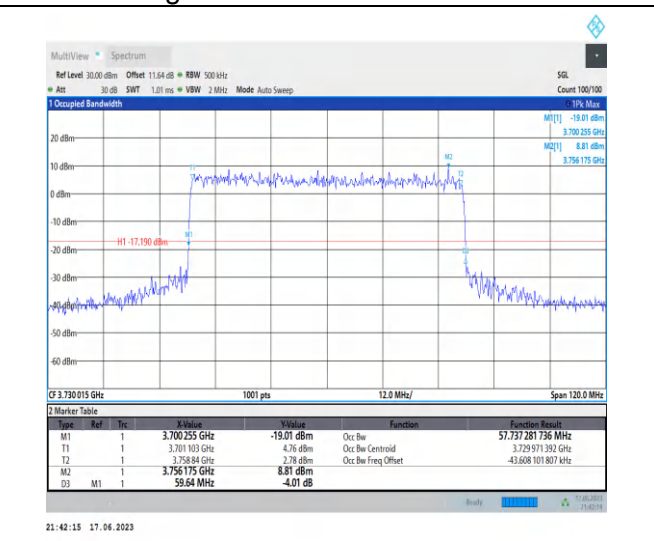 MultiView Spectrum
Ref Level 30.00 dBm Offset 11.64 dB RBW 500 kHz SGL
Att 30 dB SWT 1.01 ms VBW 2 MHz Mode Auto Sweep Count 100/100
1 Occupied Bandwidth 1Pk Max
M1[1] -19.01 dBm
3.700 255 GHz
M2[1] 8.81 dBm
3.756 175 GHz
20 dBm
M2
10 dBm
T1
T2
0 dBm
-10 dBm
M1
H1 -17.190 dBm
-20 dBm
D3
-30 dBm
-40 dBm
-50 dBm
-60 dBm
CF 3.730 015 GHz 1001 pts 12.0 MHz/ Span 120.0 MHz
2 Marker Table
Type Ref Trc X-Value Y-Value Function Function Result
M1 1 3.700 255 GHz -19.01 dBm Occ Bw 57.737 281 736 MHz
T1 1 3.701 103 GHz 4.76 dBm Occ Bw Centroid 3.729 971 392 GHz
T2 1 3.758 84 GHz 2.78 dBm Occ Bw Freq Offset -43.608 101 807 kHz
M2 1 3.756 175 GHz 8.81 dBm
D3 M1 1 59.64 MHz -4.01 dB
Ready 17.06.2023
21:42:14
21:42:15 17.06.2023